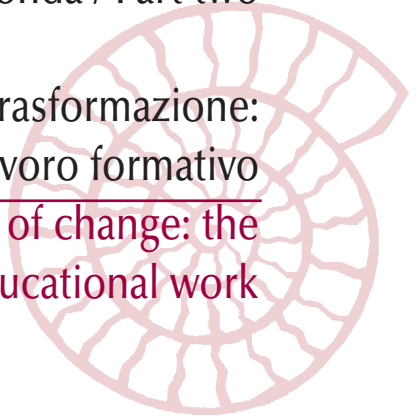 onda / Part two
rasformazione:
voro formativo
of change: the
ucational work